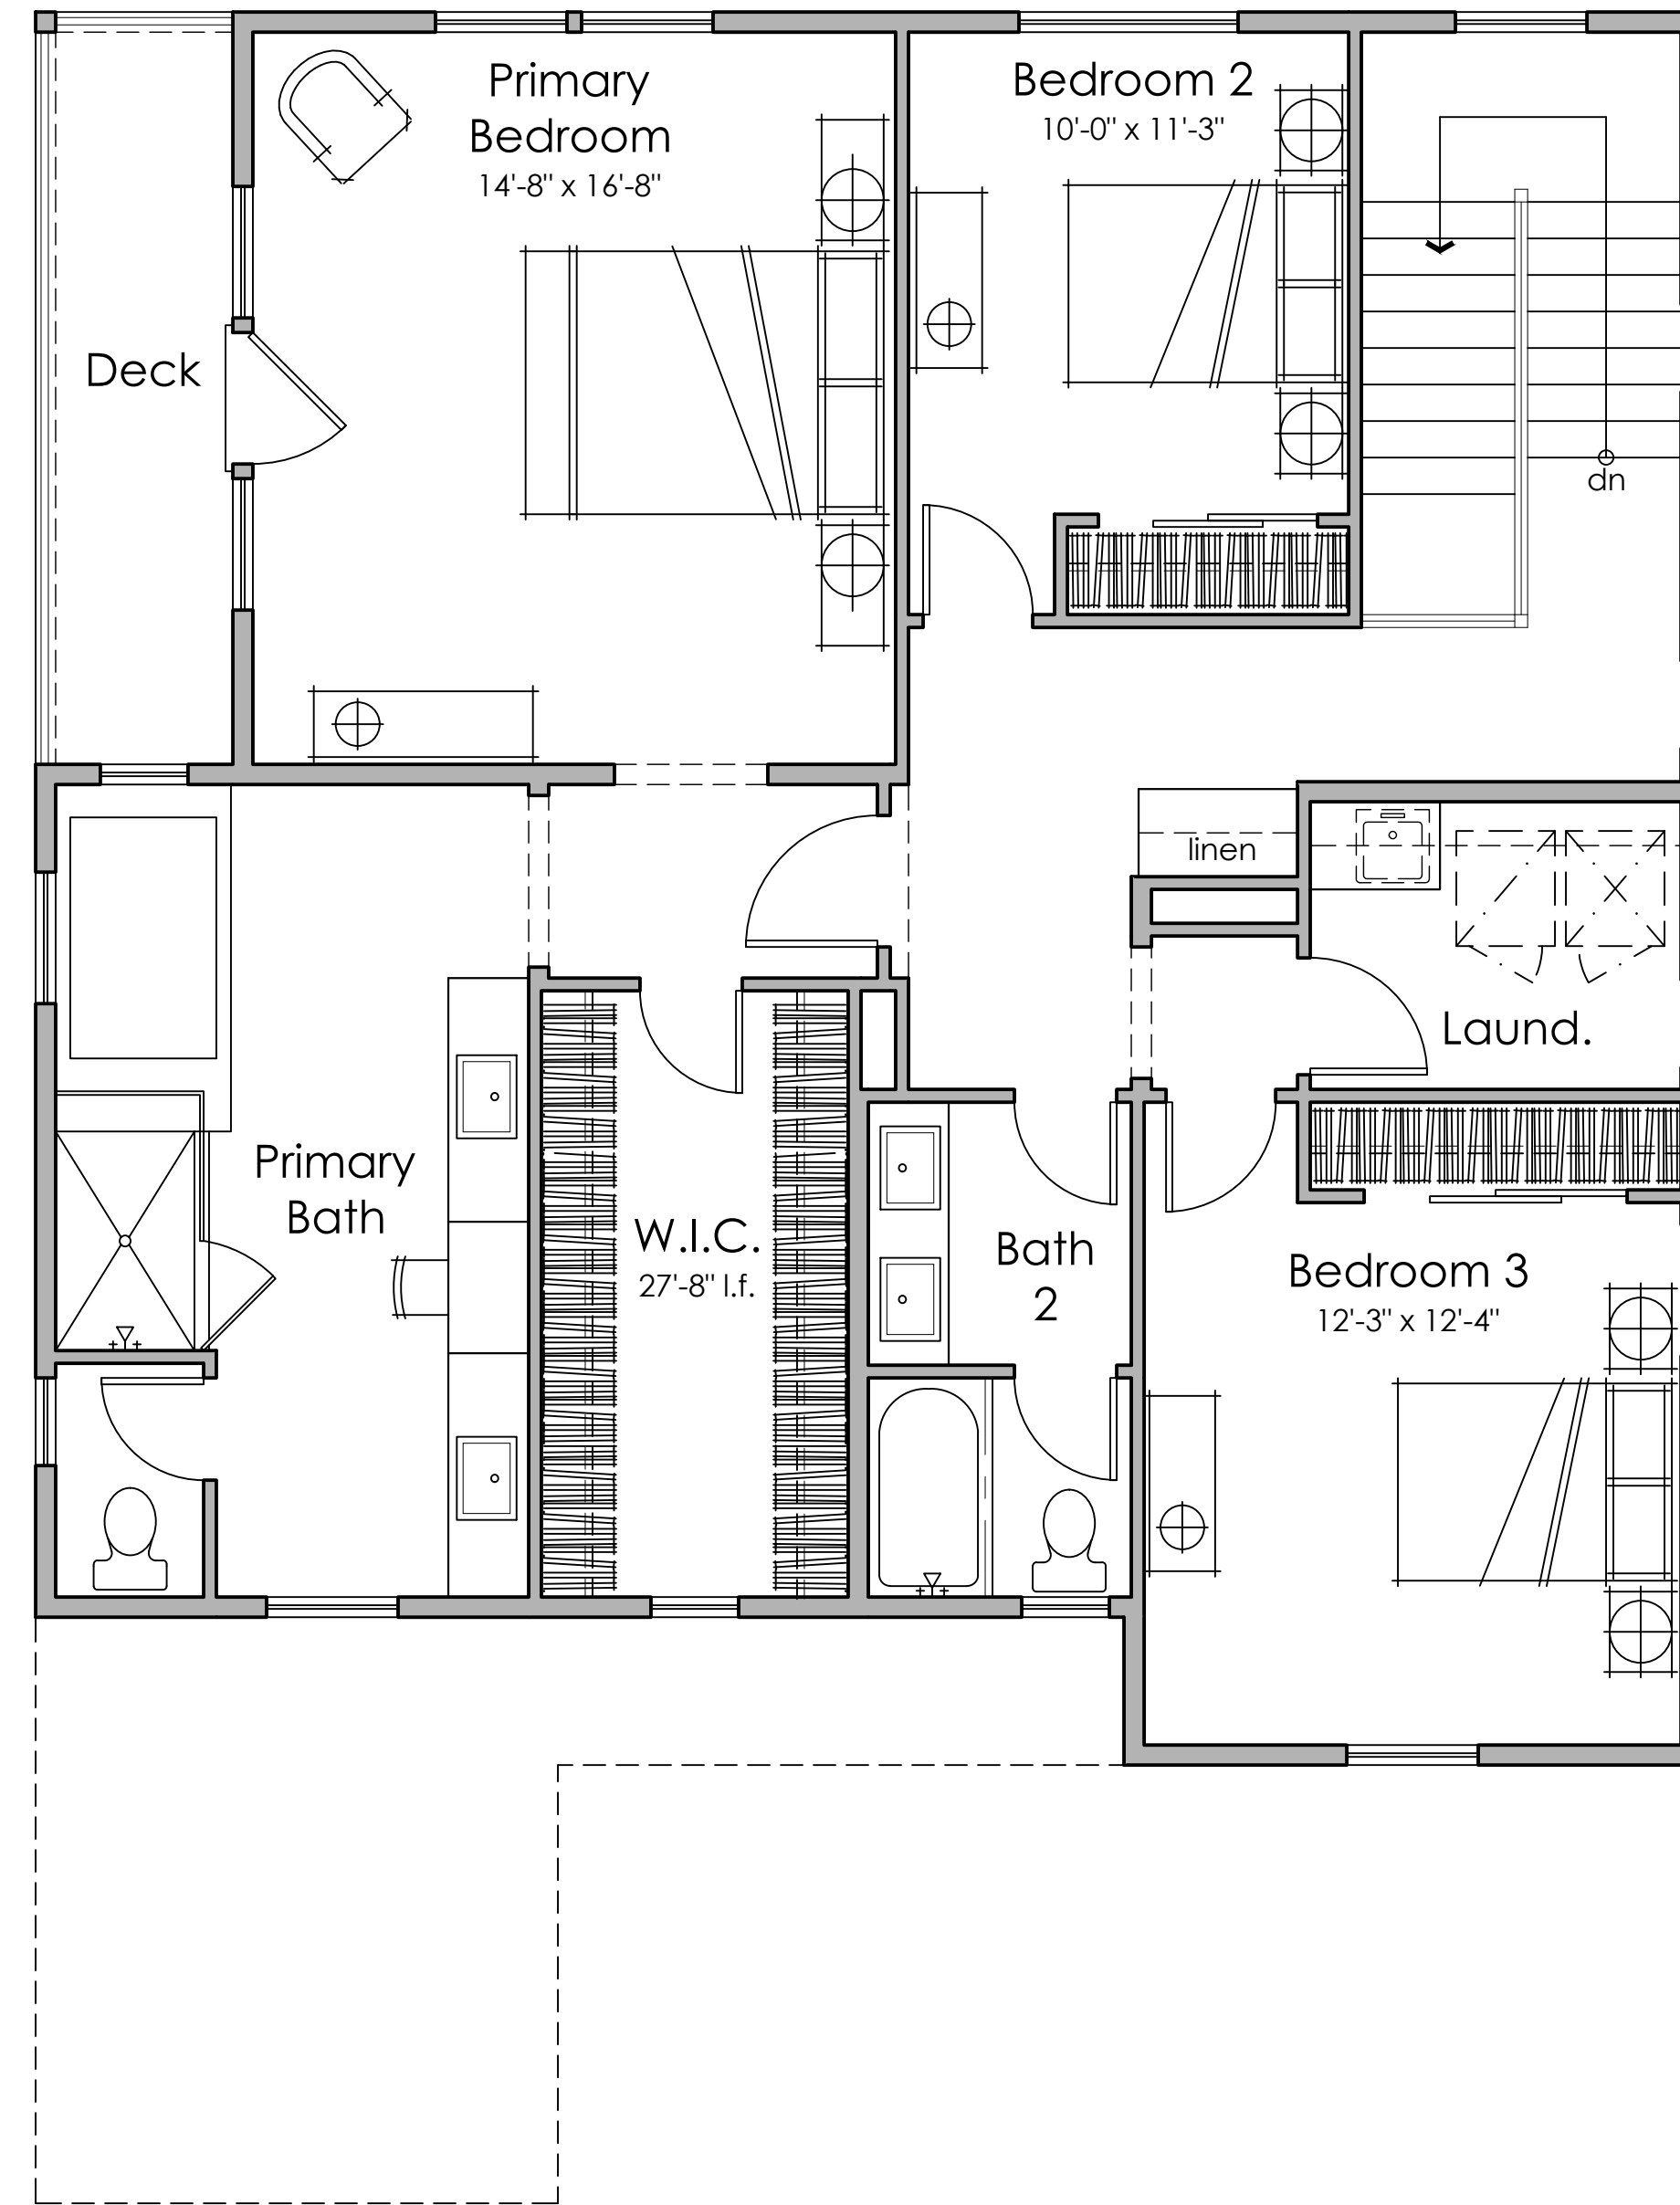 Primary
Bedroom
14'-8" x 16'-8"
Bedroom 2
10'-0" x 11'-3"
Deck
dn
linen
Laund.
Primary
Bath
W.I.C.
27'-8" l.f.
Bath
2
Bedroom 3
12'-3" x 12'-4"